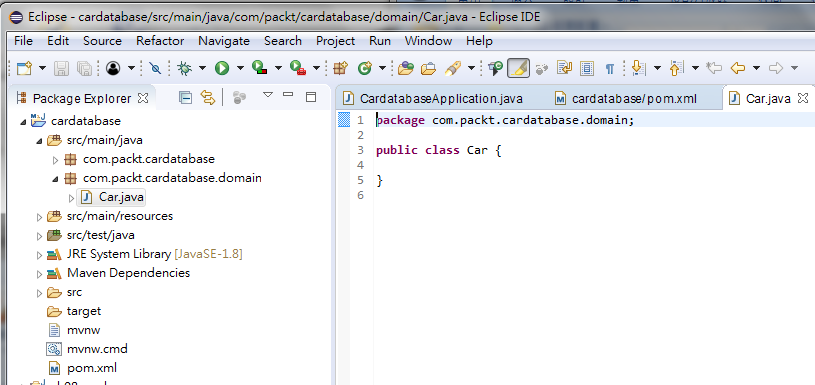 Eclipse - cardatabase/src/main/java/com/packt/cardatabase/domain/Car.java - Eclipse IDE
File Edit Source Refactor Navigate Search Project Run Window Help
Package Explorer
cardatabase
src/main/java
com.packt.cardatabase
com.packt.cardatabase.domain
Car.java
src/main/resources
src/test/java
JRE System Library [JavaSE-1.8]
Maven Dependencies
src
target
mvnw
mvnw.cmd
pom.xml
CardatabaseApplication.java cardatabase/pom.xml Car.java
1 package com.packt.cardatabase.domain;
2
3 public class Car {
4
5 }
6